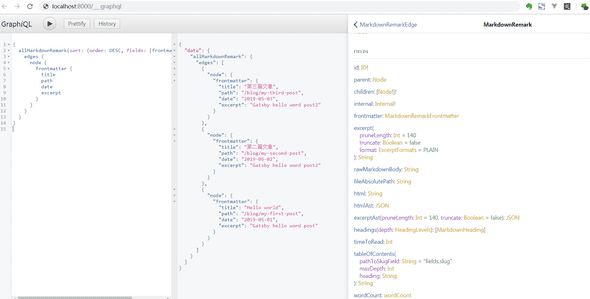 localhost:8000/___graphql
GraphiQL
Prettify
History
1 {
2 allMarkdownRemark(sort: {order: DESC, fields: [frontma
3 edges {
4 node {
5 frontmatter {
6 title
7 path
8 date
9 excerpt
10 }
11 }
12 }
13 }
14 }
15
{
"data": {
"allMarkdownRemark": {
"edges": [
{
"node": {
"frontmatter": {
"title": "第三篇文章",
"path": "/blog/my-third-post",
"date": "2019-05-03",
"excerpt": "Gatsby hello word post2"
}
}
},
{
"node": {
"frontmatter": {
"title": "第二篇文章",
"path": "/blog/my-second-post",
"date": "2019-05-02",
"excerpt": "Gatsby hello word post2"
}
}
},
{
"node": {
"frontmatter": {
"title": "Hello world",
"path": "/blog/my-first-post",
"date": "2019-05-01",
"excerpt": "Gatsby hello word post"
}
}
}
]
}
}
}
MarkdownRemarkEdge
MarkdownRemark
FIELDS
id: ID!
parent: Node
children: [Node!]!
internal: Internal!
frontmatter: MarkdownRemarkFrontmatter
excerpt(
pruneLength: Int = 140
truncate: Boolean = false
format: ExcerptFormats = PLAIN
): String
rawMarkdownBody: String
fileAbsolutePath: String
html: String
htmlAst: JSON
excerptAst(pruneLength: Int = 140, truncate: Boolean = false): JSON
headings(depth: HeadingLevels): [MarkdownHeading]
timeToRead: Int
tableOfContents(
pathToSlugField: String = "fields.slug"
maxDepth: Int
heading: String
): String
wordCount: wordCount